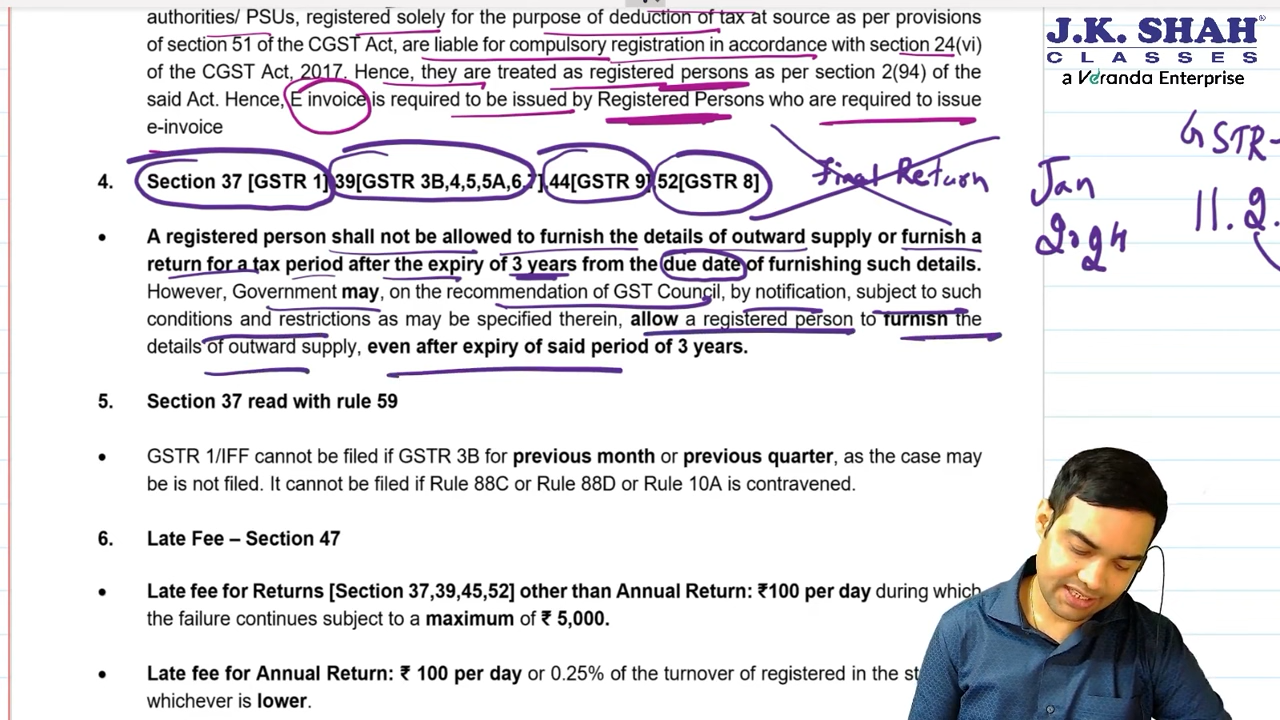 authorities/ PSUs, registered solely for the purpose of deduction of tax at source as per provisions
of section 51 of the CGST Act, are liable for compulsory registration in accordance with section 24(vi)
of the CGST Act, 2017. Hence, they are treated as registered persons as per section 2(94) of the
said Act. Hence, E invoice is required to be issued by Registered Persons who are required to issue
e-invoice
J.K. SHAH
CLASSES
a Veranda Enterprise
4. Section 37 [GSTR 1] 39[GSTR 3B,4,5,5A,6,7],44[GSTR 9],52[GSTR 8]
Final Return
Jan
2024
GSTR-
11.2.
• A registered person shall not be allowed to furnish the details of outward supply or furnish a
return for a tax period after the expiry of 3 years from the due date of furnishing such details.
However, Government may, on the recommendation of GST Council, by notification, subject to such
conditions and restrictions as may be specified therein, allow a registered person to furnish the
details of outward supply, even after expiry of said period of 3 years.
5. Section 37 read with rule 59
• GSTR 1/IFF cannot be filed if GSTR 3B for previous month or previous quarter, as the case may
be is not filed. It cannot be filed if Rule 88C or Rule 88D or Rule 10A is contravened.
6. Late Fee – Section 47
• Late fee for Returns [Section 37,39,45,52] other than Annual Return: ₹100 per day during which
the failure continues subject to a maximum of ₹ 5,000.
• Late fee for Annual Return: ₹ 100 per day or 0.25% of the turnover of registered in the
whichever is lower.